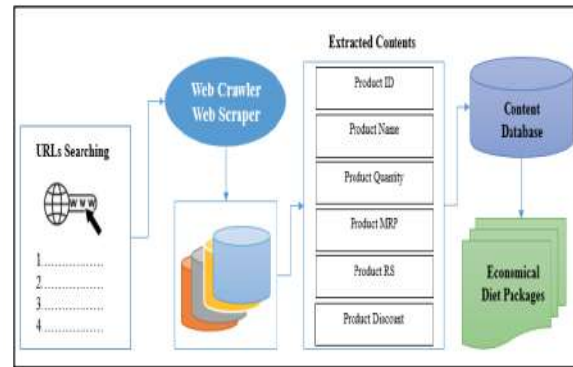 Extracted Contents
Web Crawler
Web Scraper
URLs Searching
W W W
1..................
2..................
3..................
4..................
Product ID
Product Name
Product Quantity
Product MRP
Product RS
Product Discount
Content
Database
Economical
Diet Packages